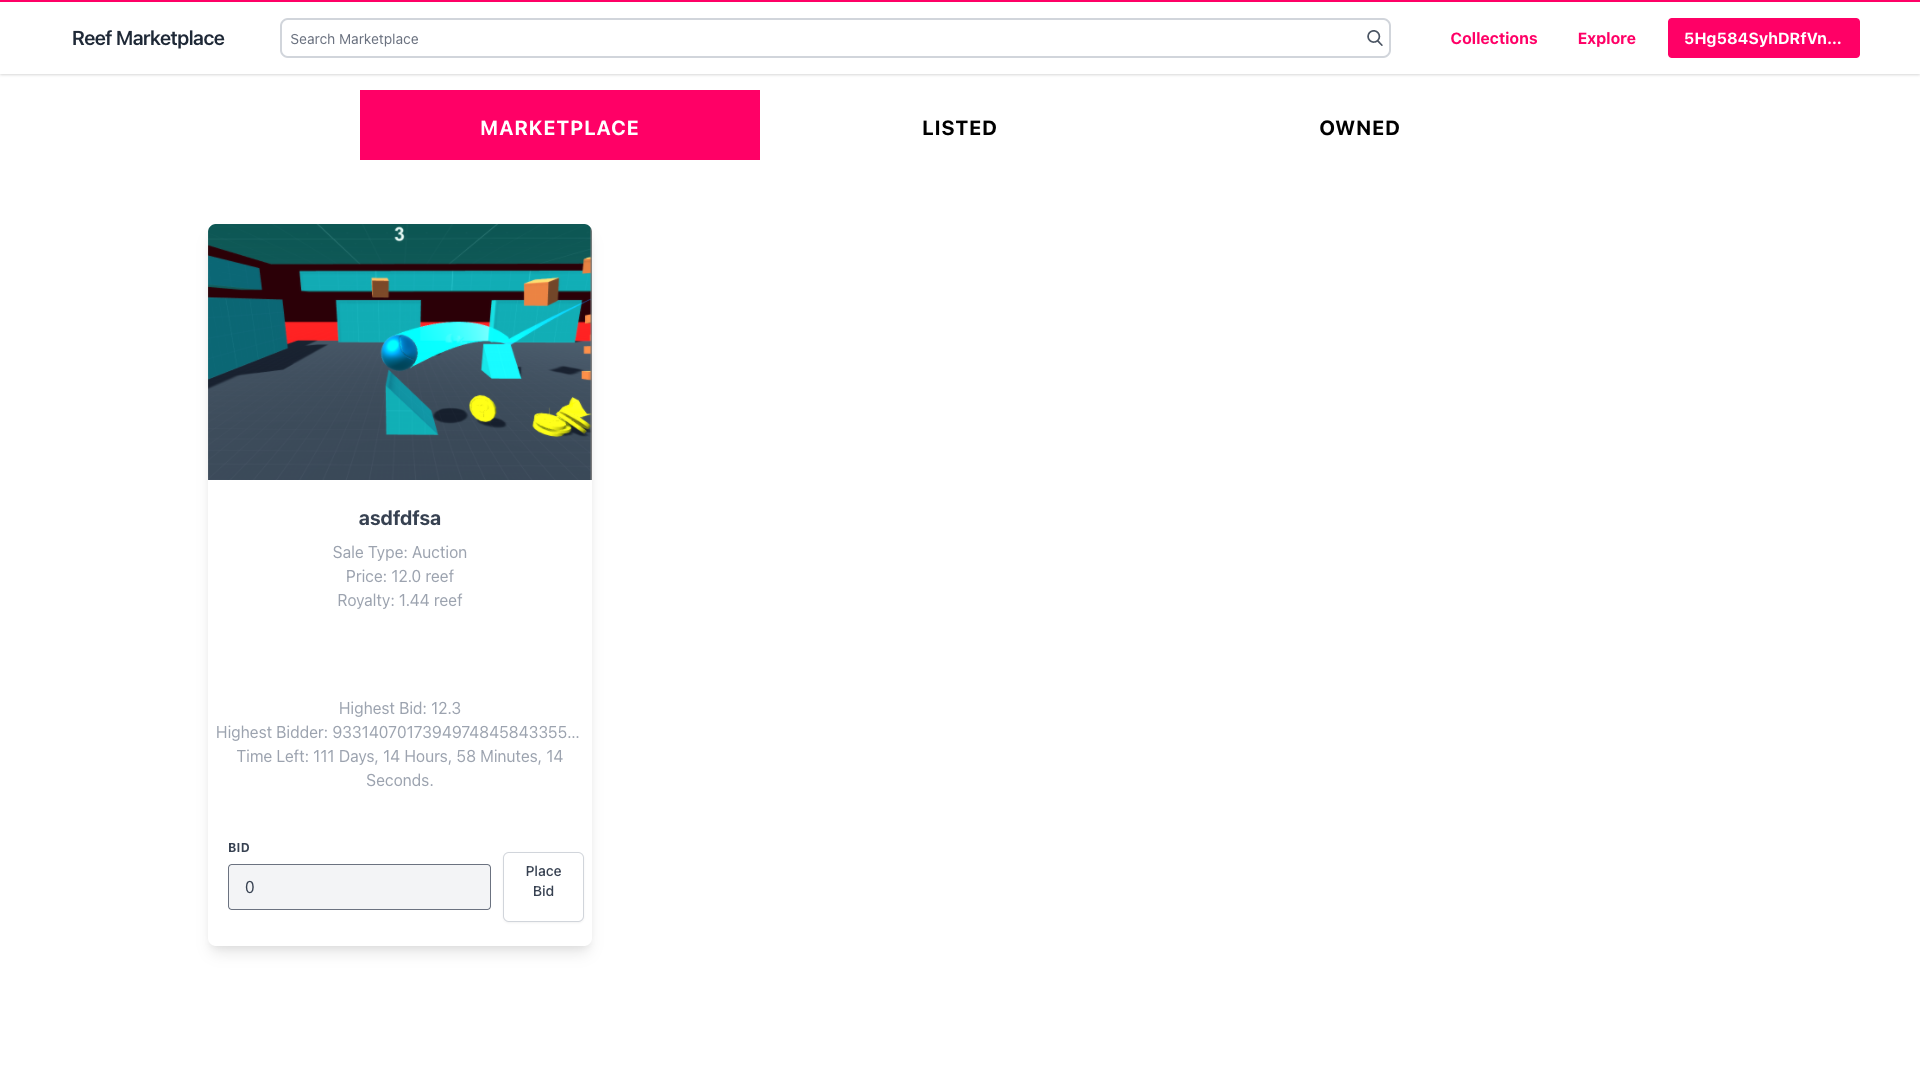 Reef Marketplace
Search Marketplace
Collections
Explore
5Hg584SyhDRfVn...
MARKETPLACE
LISTED
OWNED
3
asdfdfsa
Sale Type: Auction
Price: 12.0 reef
Royalty: 1.44 reef
Highest Bid: 12.3
Highest Bidder: 9331407017394974845843355...
Time Left: 111 Days, 14 Hours, 58 Minutes, 14
Seconds.
BID
0
Place
Bid